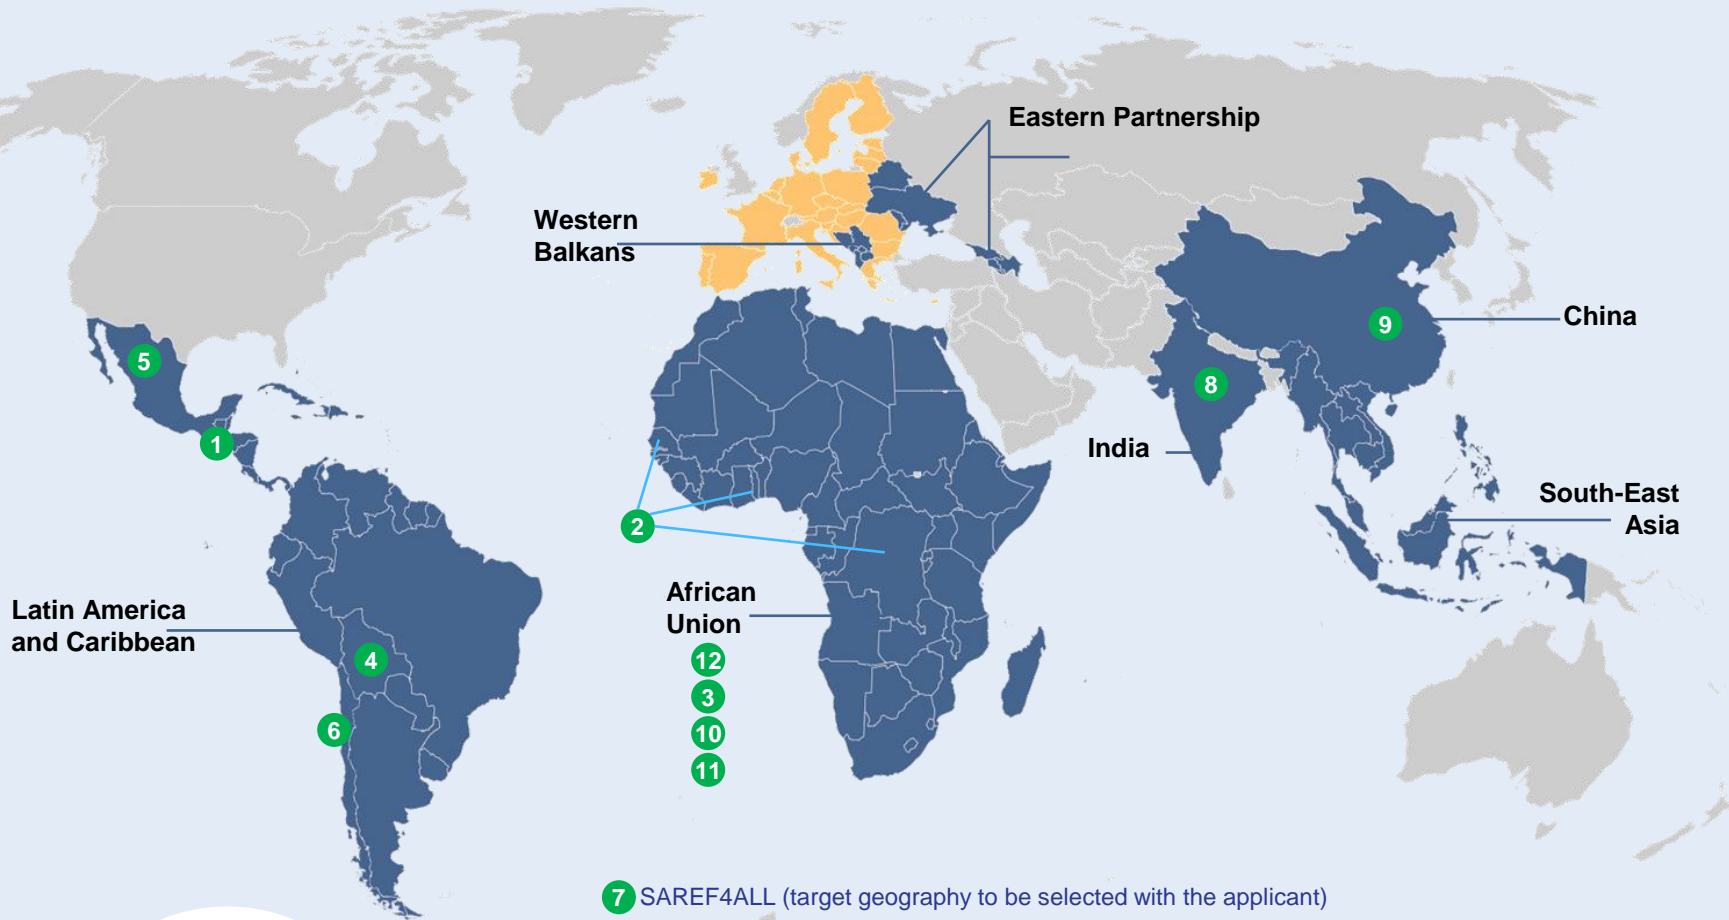 Eastern Partnership
Western
Balkans
5
1
9
China
8
India
South-East
Asia
2
African
Union
12
3
10
11
Latin America
and Caribbean
4
6
7 SAREF4ALL (target geography to be selected with the applicant)